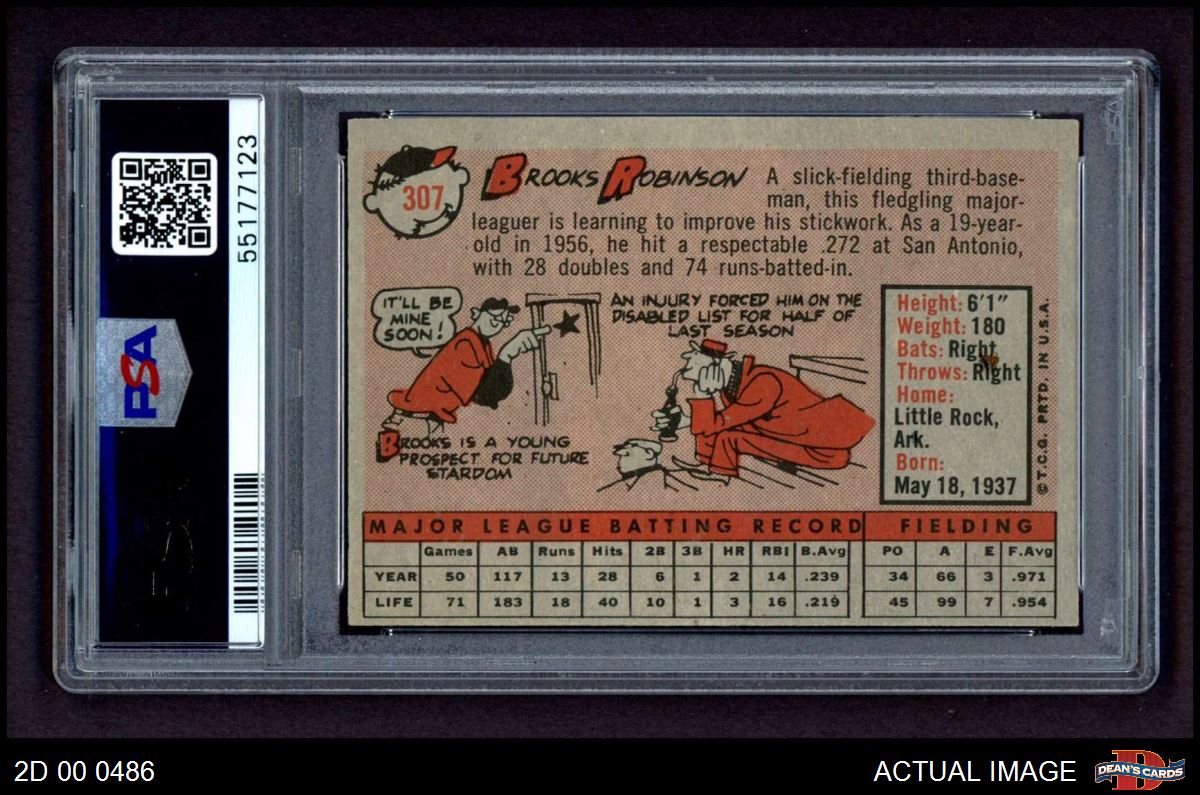 55177123
PSA
307
BROOKS ROBINSON
A slick-fielding third-base-
man, this fledgling major-
leaguer is learning to improve his stickwork. As a 19-year-
old in 1956, he hit a respectable .272 at San Antonio,
with 28 doubles and 74 runs-batted-in.
IT'LL BE
MINE
SOON!
BROOKS IS A YOUNG
PROSPECT FOR FUTURE
STARDOM
AN INJURY FORCED HIM ON THE
DISABLED LIST FOR HALF OF
LAST SEASON
Height: 6'1"
Weight: 180
Bats: Right
Throws: Right
Home:
Little Rock,
Ark.
Born:
May 18, 1937
© T.C.G. PRTD. IN U.S.A.
MAJOR LEAGUE BATTING RECORD FIELDING
Games AB Runs Hits 2B 3B HR RBI B.Avg PO A E F.Avg
YEAR 50 117 13 28 6 1 2 14 .239 34 66 3 .971
LIFE 71 183 18 40 10 1 3 16 .219 45 99 7 .954
2D 00 0486
ACTUAL IMAGE
DEAN'S CARDS